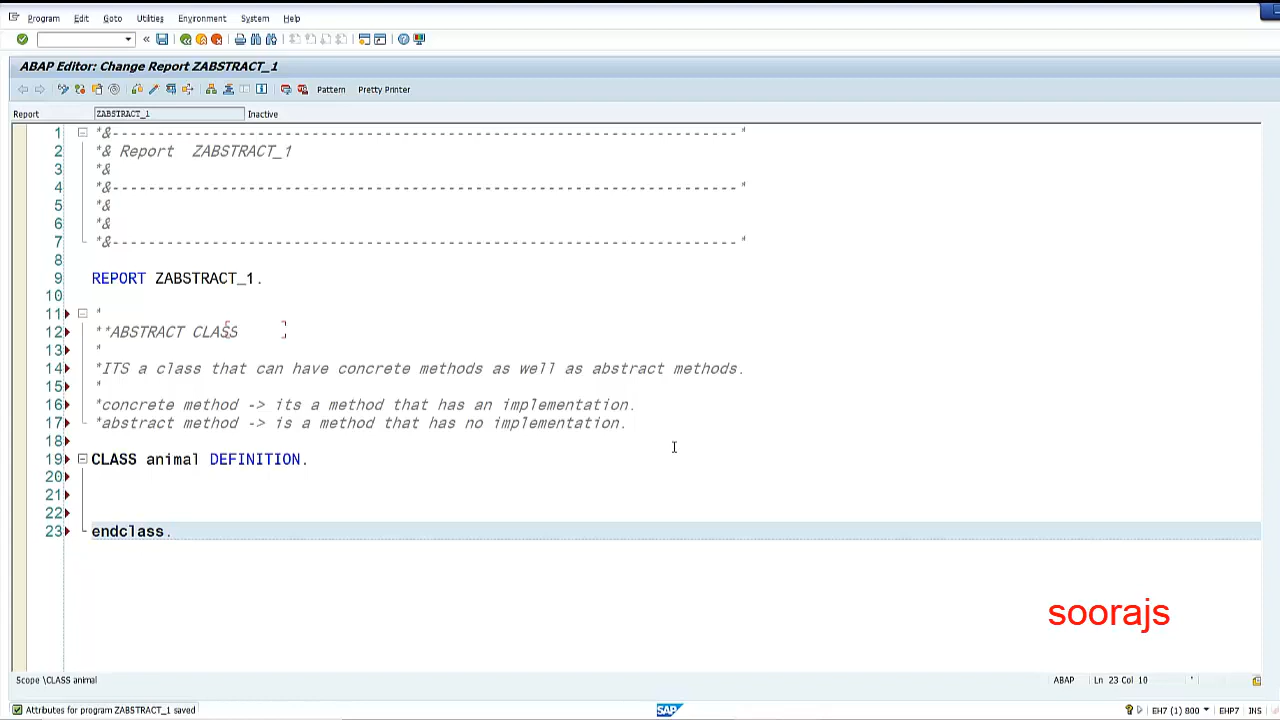 Program Edit Goto Utilities Environment System Help
ABAP Editor: Change Report ZABSTRACT_1
Pattern Pretty Printer
Report ZABSTRACT_1 Inactive
1 *&---------------------------------------------------------------------*
2 *& Report ZABSTRACT_1
3 *&
4 *&---------------------------------------------------------------------*
5 *&
6 *&
7 *&---------------------------------------------------------------------*
8
9 REPORT ZABSTRACT_1.
10
11 *
12 **ABSTRACT CLASS
13 *
14 *ITS a class that can have concrete methods as well as abstract methods.
15 *
16 *concrete method -> its a method that has an implementation.
17 *abstract method -> is a method that has no implementation.
18
19 CLASS animal DEFINITION.
20
21
22
23 endclass.
soorajs
Scope \CLASS animal ABAP Ln 23 Col 10
Attributes for program ZABSTRACT_1 saved SAP EH7 (1) 800 EHP7 INS